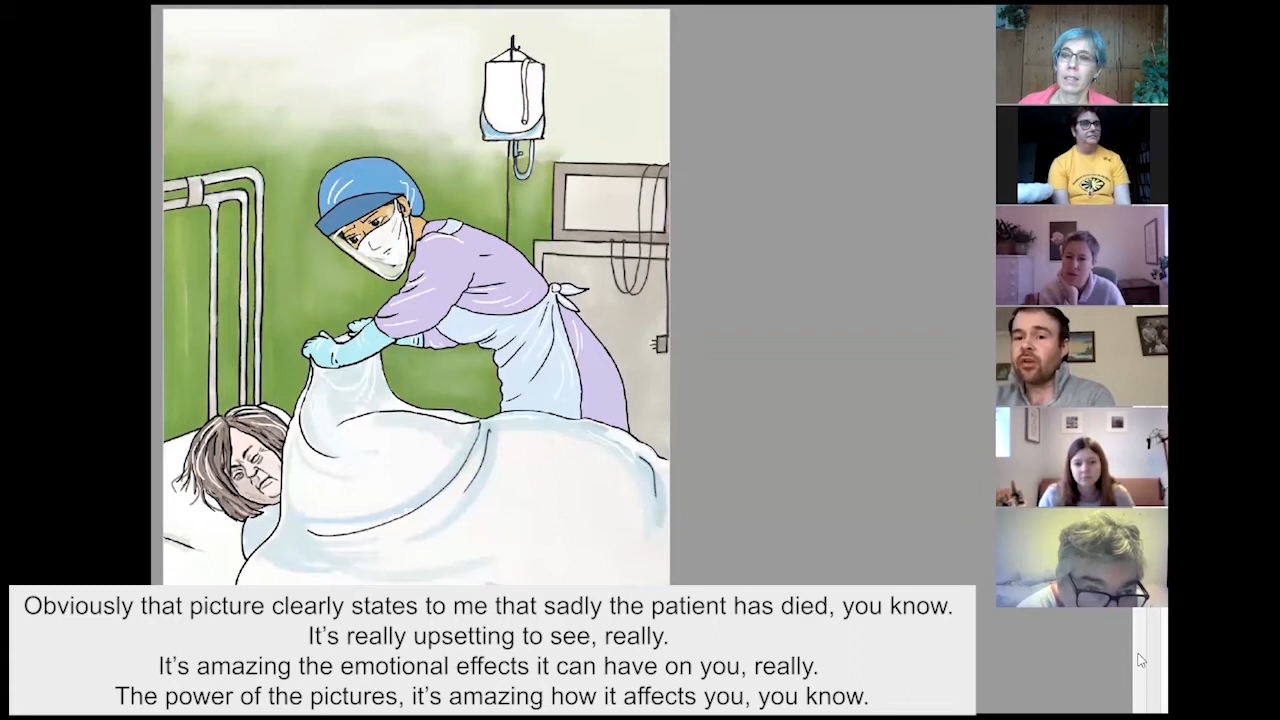 Obviously that picture clearly states to me that sadly the patient has died, you know.
It's really upsetting to see, really.
It's amazing the emotional effects it can have on you, really.
The power of the pictures, it's amazing how it affects you, you know.